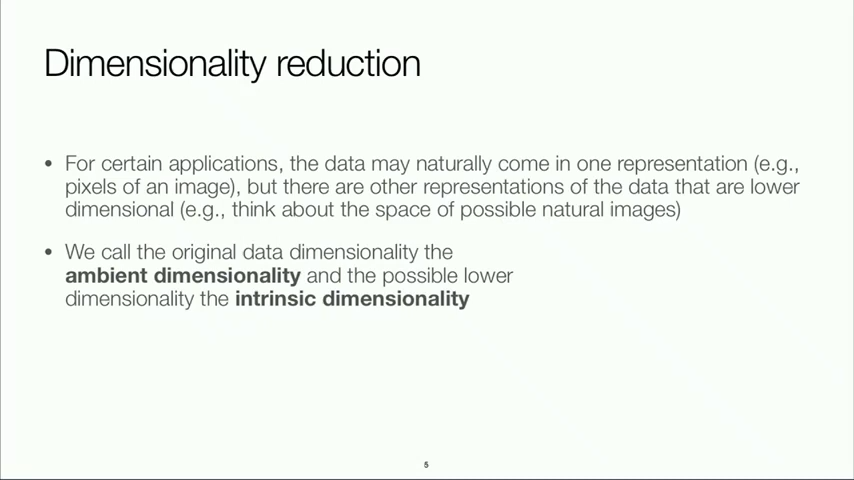 Dimensionality reduction
• For certain applications, the data may naturally come in one representation (e.g.,
pixels of an image), but there are other representations of the data that are lower
dimensional (e.g., think about the space of possible natural images)
• We call the original data dimensionality the
ambient dimensionality and the possible lower
dimensionality the intrinsic dimensionality
5